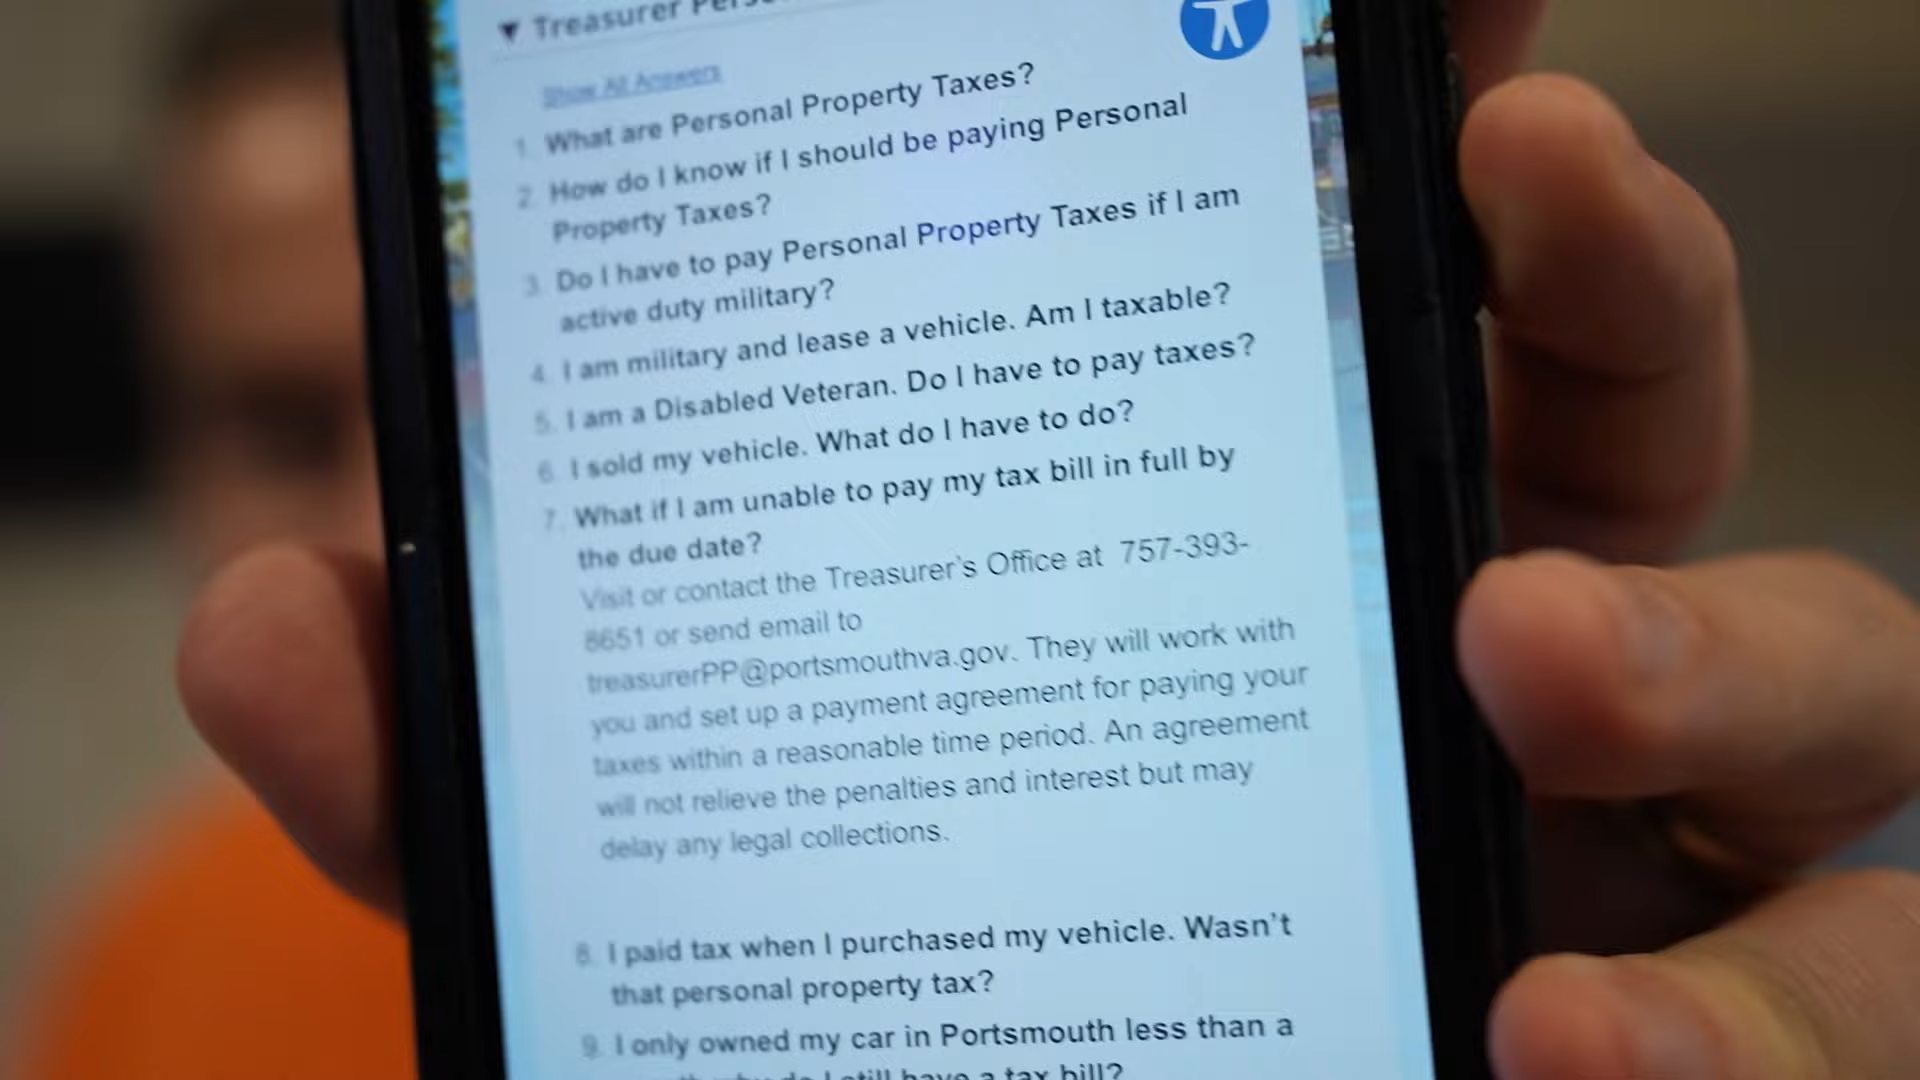 ▼ Treasurer
Show All Answers
1. What are Personal Property Taxes?
2. How do I know if I should be paying Personal
Property Taxes?
3. Do I have to pay Personal Property Taxes if I am
active duty military?
4. I am military and lease a vehicle. Am I taxable?
5. I am a Disabled Veteran. Do I have to pay taxes?
6. I sold my vehicle. What do I have to do?
7. What if I am unable to pay my tax bill in full by
the due date?
Visit or contact the Treasurer's Office at 757-393-
8651 or send email to
treasurerPP@portsmouthva.gov. They will work with
you and set up a payment agreement for paying your
taxes within a reasonable time period. An agreement
will not relieve the penalties and interest but may
delay any legal collections.
8. I paid tax when I purchased my vehicle. Wasn't
that personal property tax?
9. I only owned my car in Portsmouth less than a
do I still have a tax bill?